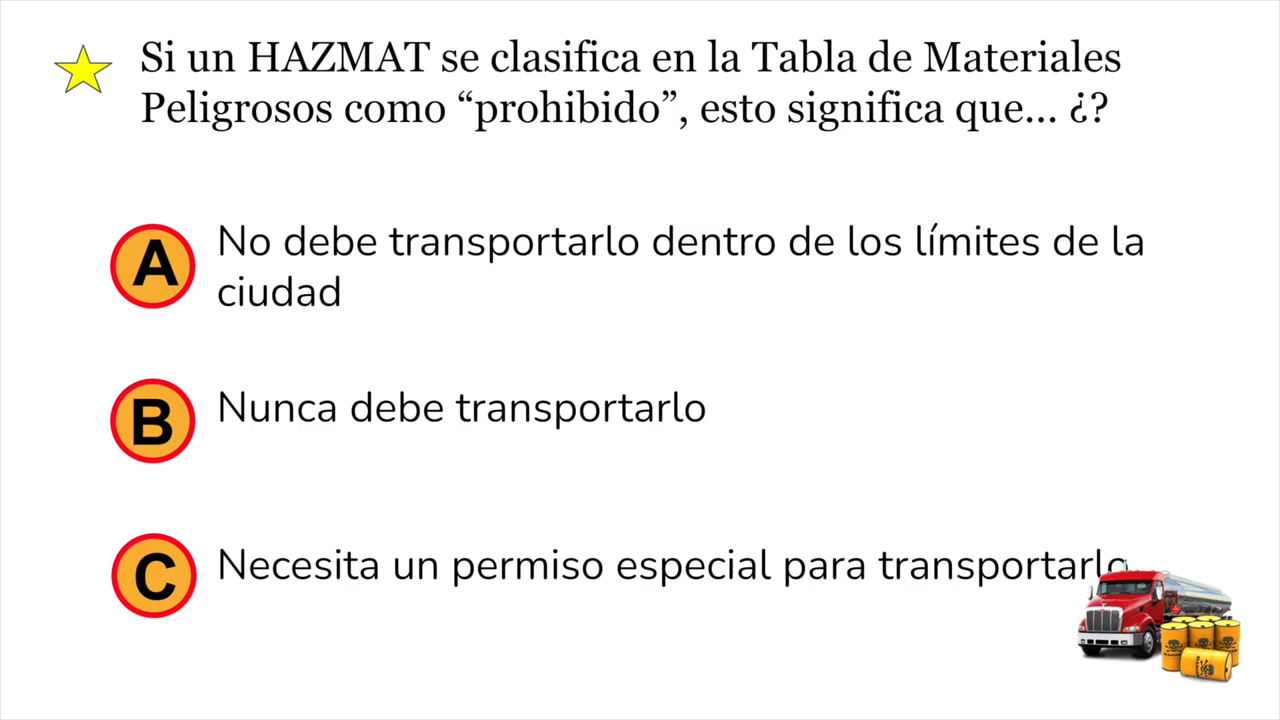 Si un HAZMAT se clasifica en la Tabla de Materiales
Peligrosos como “prohibido”, esto significa que... ¿?
A
No debe transportarlo dentro de los límites de la
ciudad
B
Nunca debe transportarlo
C
Necesita un permiso especial para transportarlo